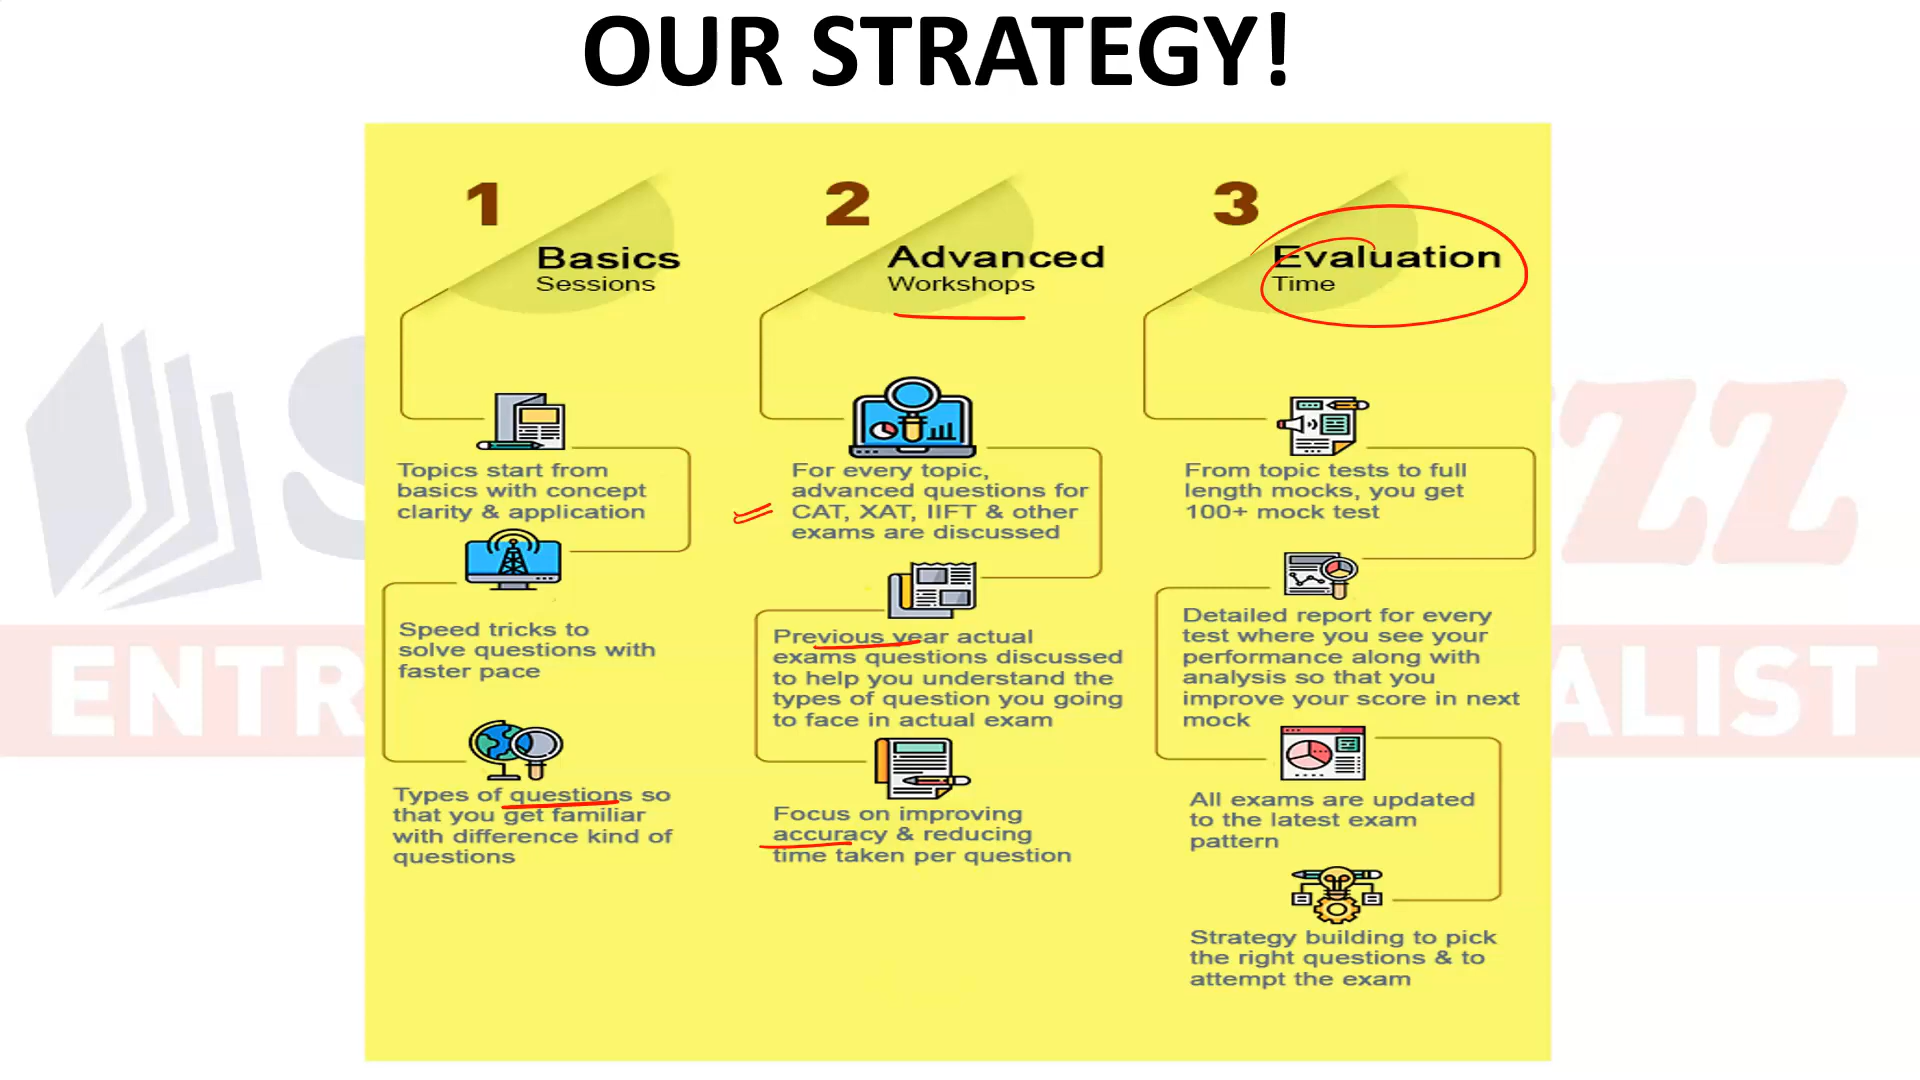 OUR STRATEGY!
1
Basics
Sessions
Topics start from
basics with concept
clarity & application
Speed tricks to
solve questions with
faster pace
Types of questions so
that you get familiar
with difference kind of
questions
2
Advanced
Workshops
For every topic,
advanced questions for
CAT, XAT, IIFT & other
exams are discussed
Previous year actual
exams questions discussed
to help you understand the
types of question you going
to face in actual exam
Focus on improving
accuracy & reducing
time taken per question
3
Evaluation
Time
From topic tests to full
length mocks, you get
100+ mock test
Detailed report for every
test where you see your
performance along with
analysis so that you
improve your score in next
mock
All exams are updated
to the latest exam
pattern
Strategy building to pick
the right questions & to
attempt the exam